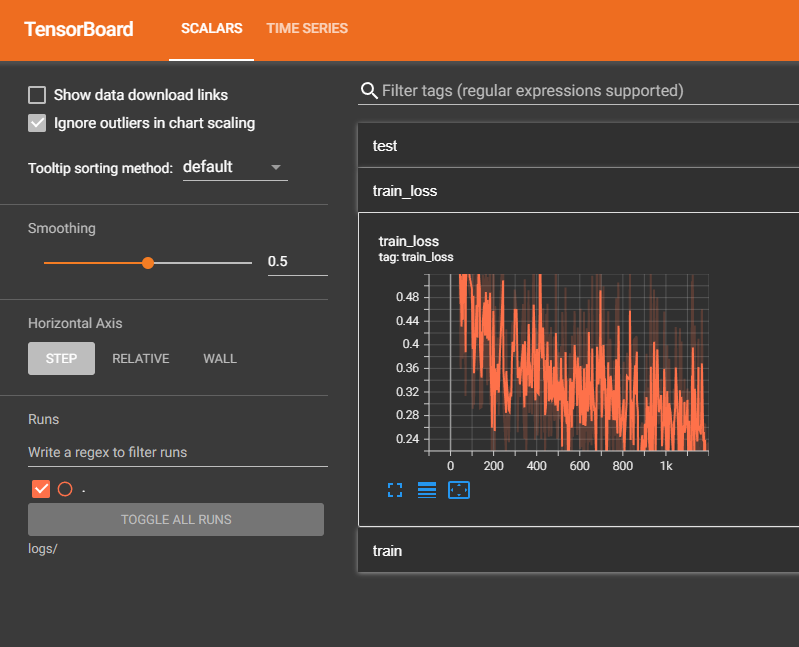 TensorBoard SCALARS TIME SERIES
Show data download links
Ignore outliers in chart scaling
Tooltip sorting method: default
Smoothing
0.5
Horizontal Axis
STEP RELATIVE WALL
Runs
Write a regex to filter runs
.
TOGGLE ALL RUNS
logs/
Filter tags (regular expressions supported)
test
train_loss
train_loss
tag: train_loss
0.48
0.44
0.4
0.36
0.32
0.28
0.24
0 200 400 600 800 1k
train